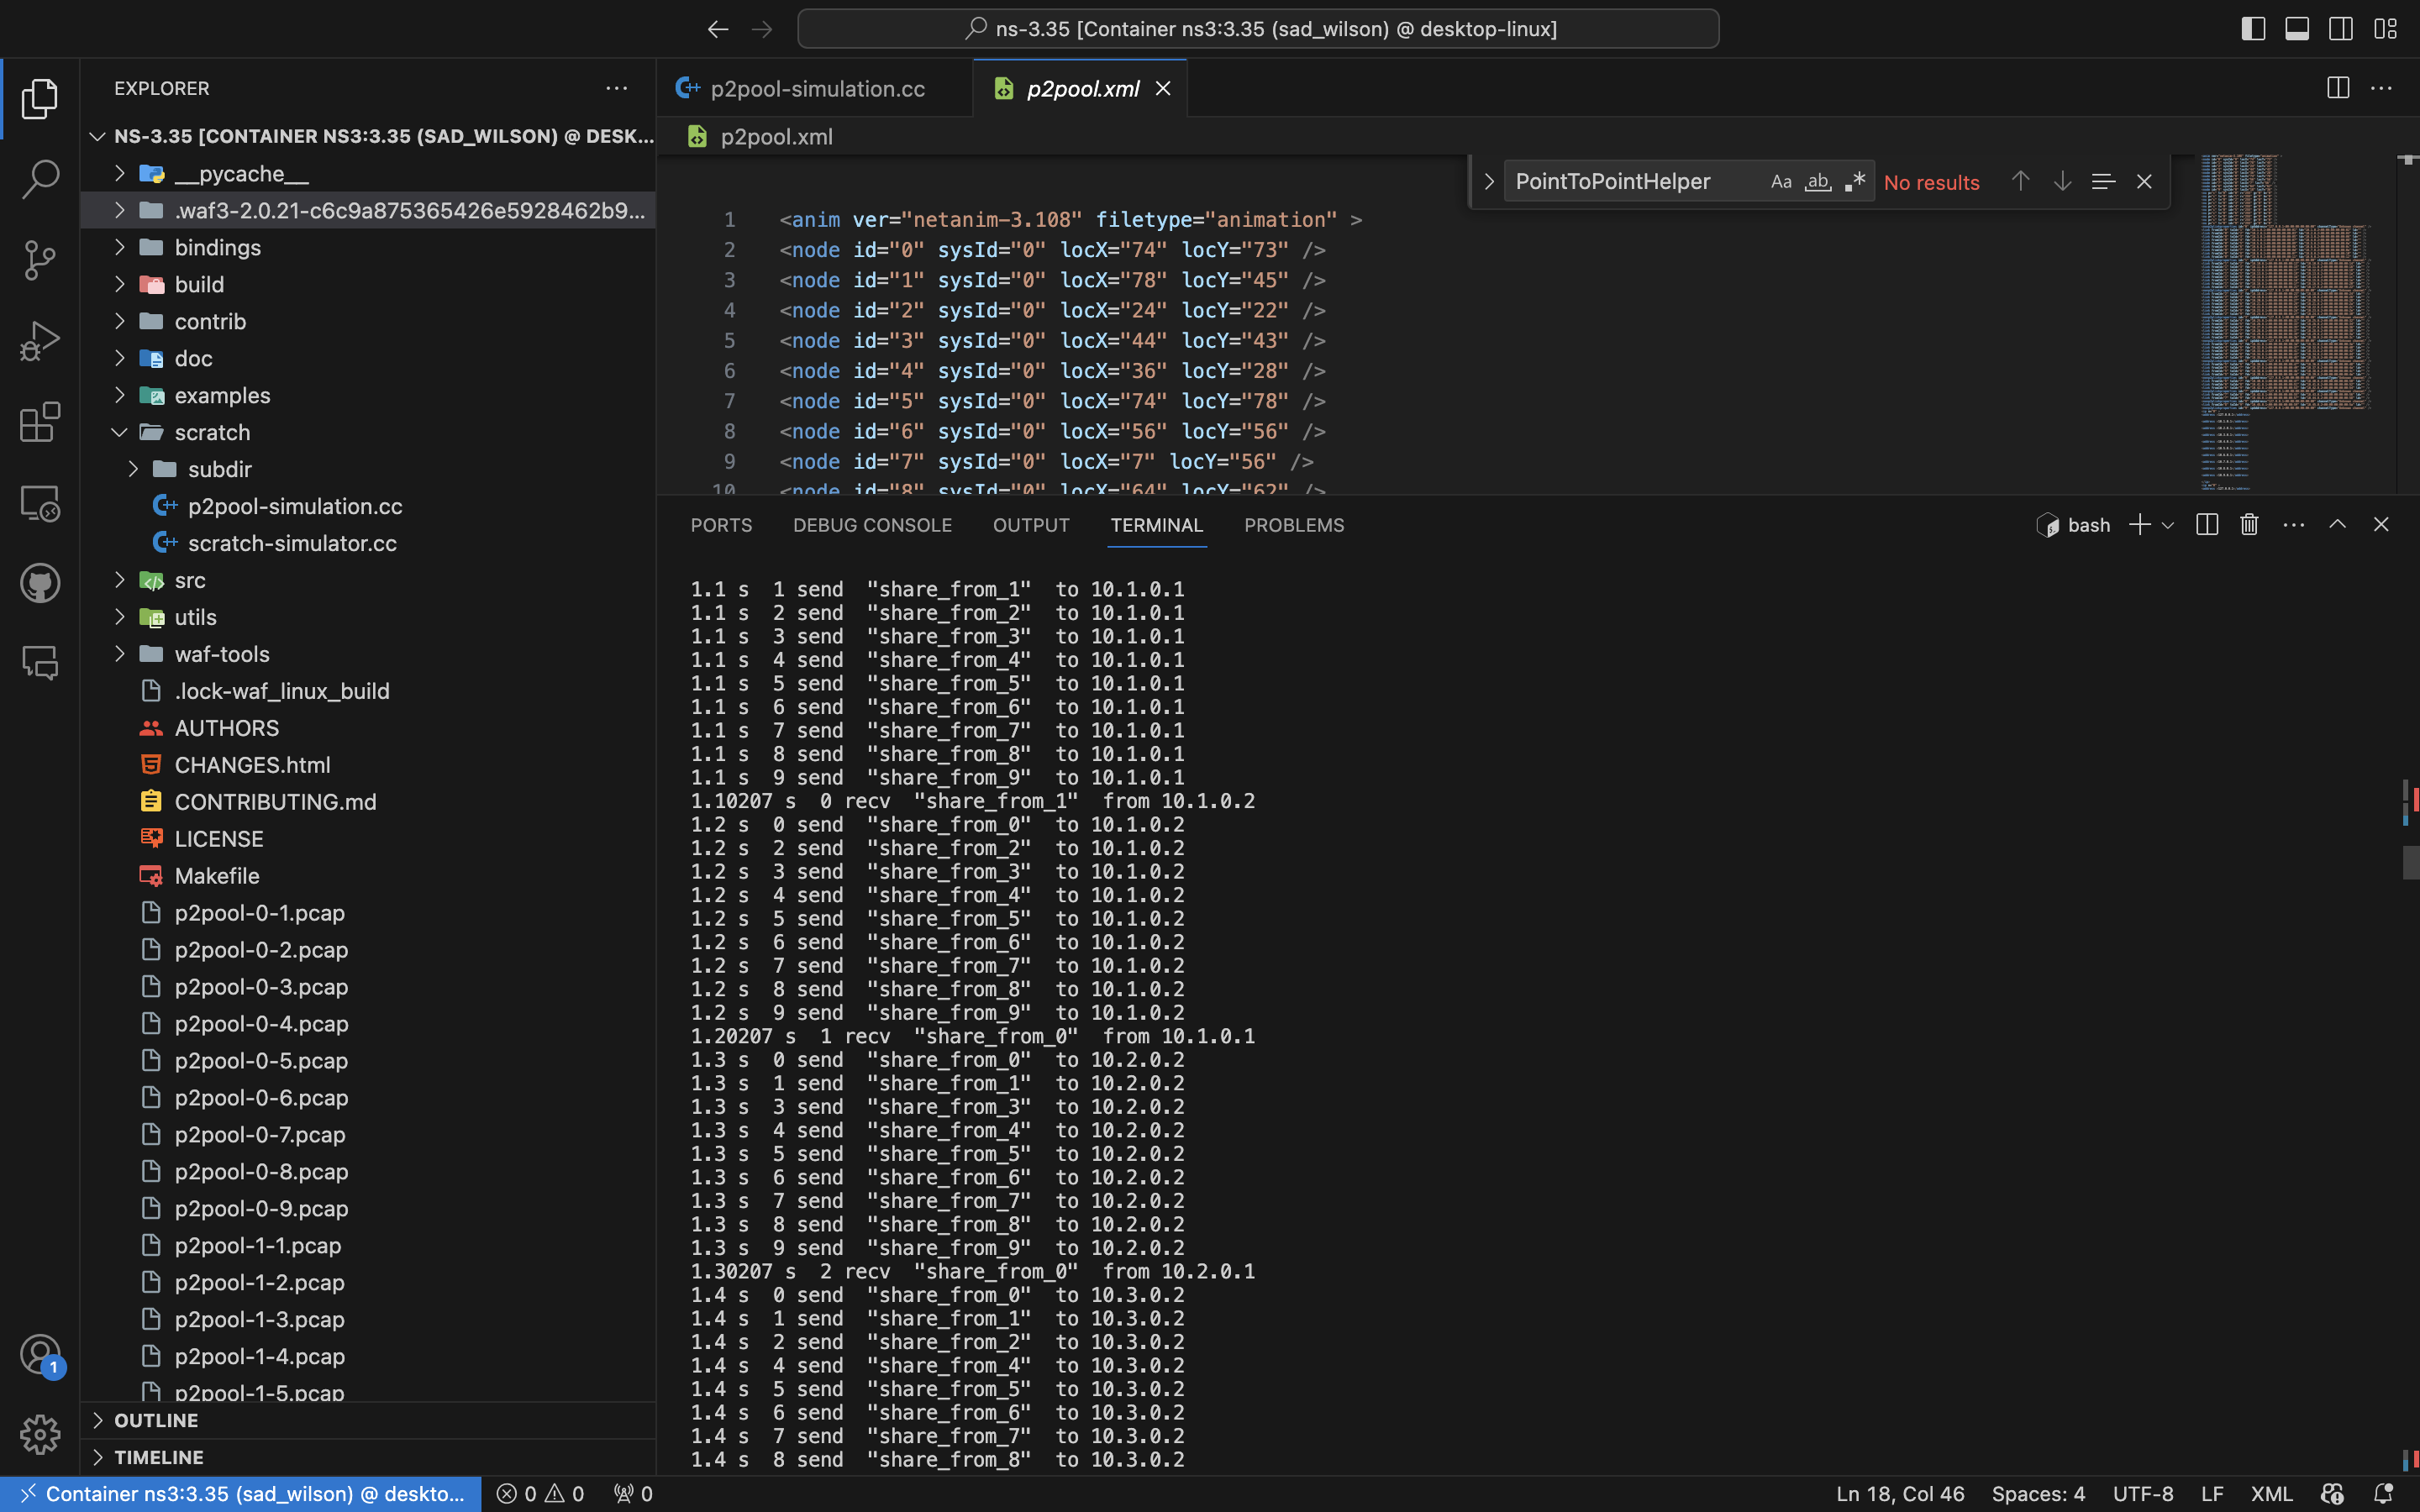 ns-3.35 [Container ns3:3.35 (sad_wilson) @ desktop-linux]
EXPLORER
NS-3.35 [CONTAINER NS3:3.35 (SAD_WILSON) @ DESK...
__pycache__
.waf3-2.0.21-c6c9a875365426e5928462b9...
bindings
build
contrib
doc
examples
scratch
subdir
p2pool-simulation.cc
scratch-simulator.cc
src
utils
waf-tools
.lock-waf_linux_build
AUTHORS
CHANGES.html
CONTRIBUTING.md
LICENSE
Makefile
p2pool-0-1.pcap
p2pool-0-2.pcap
p2pool-0-3.pcap
p2pool-0-4.pcap
p2pool-0-5.pcap
p2pool-0-6.pcap
p2pool-0-7.pcap
p2pool-0-8.pcap
p2pool-0-9.pcap
p2pool-1-1.pcap
p2pool-1-2.pcap
p2pool-1-3.pcap
p2pool-1-4.pcap
p2pool-1-5.pcap
OUTLINE
TIMELINE
1
p2pool-simulation.cc p2pool.xml
p2pool.xml
PointToPointHelper Aa ab .* No results
1 <anim ver="netanim-3.108" filetype="animation" >
2 <node id="0" sysId="0" locX="74" locY="73" />
3 <node id="1" sysId="0" locX="78" locY="45" />
4 <node id="2" sysId="0" locX="24" locY="22" />
5 <node id="3" sysId="0" locX="44" locY="43" />
6 <node id="4" sysId="0" locX="36" locY="28" />
7 <node id="5" sysId="0" locX="74" locY="78" />
8 <node id="6" sysId="0" locX="56" locY="56" />
9 <node id="7" sysId="0" locX="7" locY="56" />
10 <node id="8" sysId="0" locX="64" locY="62" />
PORTS DEBUG CONSOLE OUTPUT TERMINAL PROBLEMS bash
1.1 s 1 send "share_from_1" to 10.1.0.1
1.1 s 2 send "share_from_2" to 10.1.0.1
1.1 s 3 send "share_from_3" to 10.1.0.1
1.1 s 4 send "share_from_4" to 10.1.0.1
1.1 s 5 send "share_from_5" to 10.1.0.1
1.1 s 6 send "share_from_6" to 10.1.0.1
1.1 s 7 send "share_from_7" to 10.1.0.1
1.1 s 8 send "share_from_8" to 10.1.0.1
1.1 s 9 send "share_from_9" to 10.1.0.1
1.10207 s 0 recv "share_from_1" from 10.1.0.2
1.2 s 0 send "share_from_0" to 10.1.0.2
1.2 s 2 send "share_from_2" to 10.1.0.2
1.2 s 3 send "share_from_3" to 10.1.0.2
1.2 s 4 send "share_from_4" to 10.1.0.2
1.2 s 5 send "share_from_5" to 10.1.0.2
1.2 s 6 send "share_from_6" to 10.1.0.2
1.2 s 7 send "share_from_7" to 10.1.0.2
1.2 s 8 send "share_from_8" to 10.1.0.2
1.2 s 9 send "share_from_9" to 10.1.0.2
1.20207 s 1 recv "share_from_0" from 10.1.0.1
1.3 s 0 send "share_from_0" to 10.2.0.2
1.3 s 1 send "share_from_1" to 10.2.0.2
1.3 s 3 send "share_from_3" to 10.2.0.2
1.3 s 4 send "share_from_4" to 10.2.0.2
1.3 s 5 send "share_from_5" to 10.2.0.2
1.3 s 6 send "share_from_6" to 10.2.0.2
1.3 s 7 send "share_from_7" to 10.2.0.2
1.3 s 8 send "share_from_8" to 10.2.0.2
1.3 s 9 send "share_from_9" to 10.2.0.2
1.30207 s 2 recv "share_from_0" from 10.2.0.1
1.4 s 0 send "share_from_0" to 10.3.0.2
1.4 s 1 send "share_from_1" to 10.3.0.2
1.4 s 2 send "share_from_2" to 10.3.0.2
1.4 s 4 send "share_from_4" to 10.3.0.2
1.4 s 5 send "share_from_5" to 10.3.0.2
1.4 s 6 send "share_from_6" to 10.3.0.2
1.4 s 7 send "share_from_7" to 10.3.0.2
1.4 s 8 send "share_from_8" to 10.3.0.2
Container ns3:3.35 (sad_wilson) @ deskto... 0 0 0 Ln 18, Col 46 Spaces: 4 UTF-8 LF XML